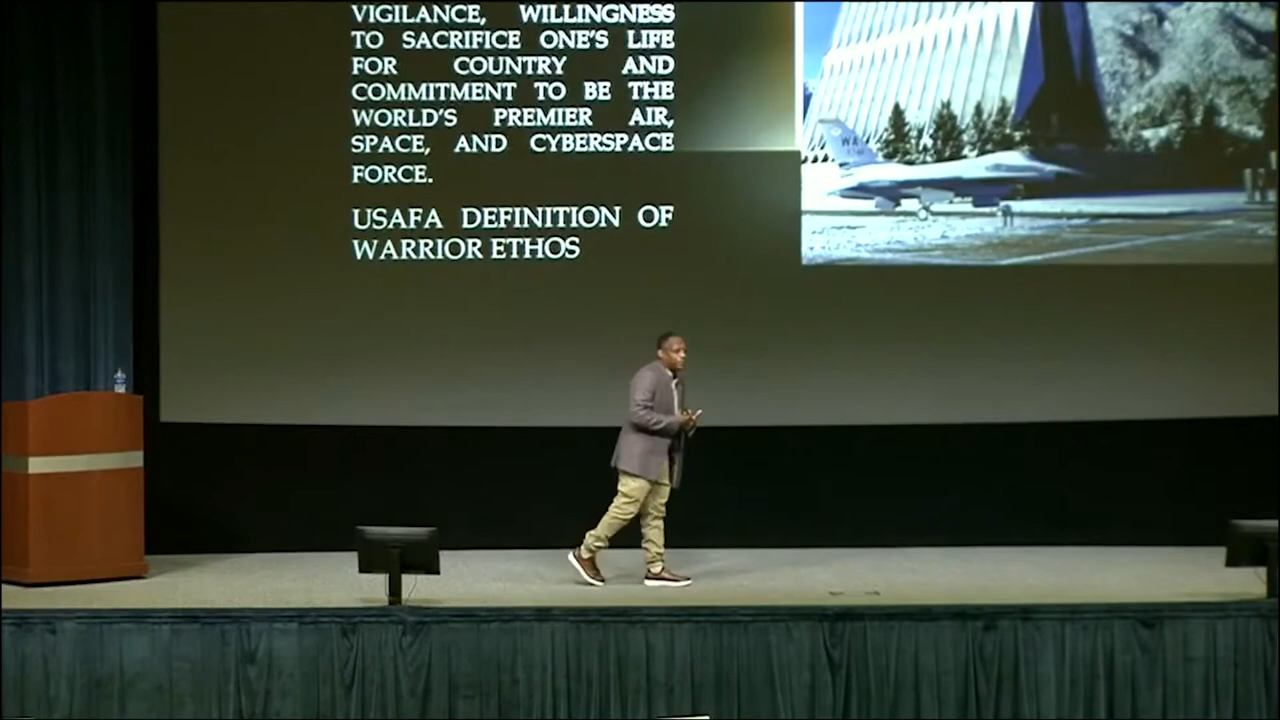 VIGILANCE, WILLINGNESS
TO SACRIFICE ONE'S LIFE
FOR COUNTRY AND
COMMITMENT TO BE THE
WORLD'S PREMIER AIR,
SPACE, AND CYBERSPACE
FORCE.
USAFA DEFINITION OF
WARRIOR ETHOS
WA